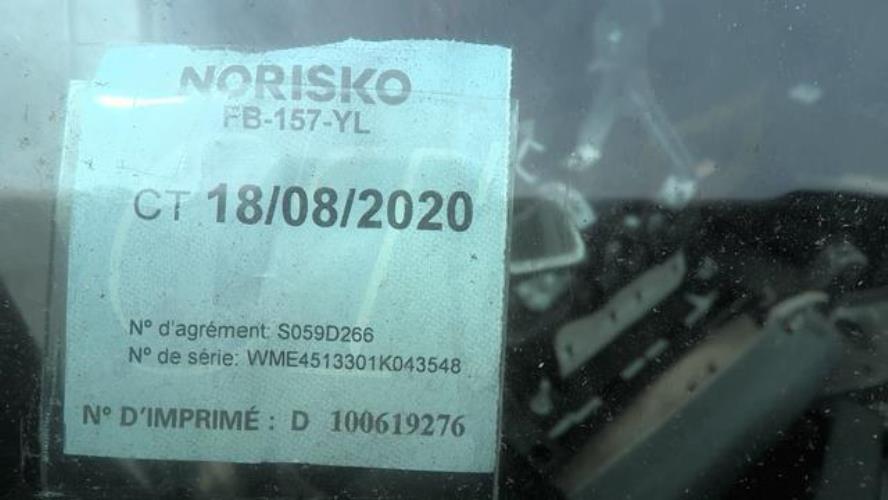 NORISKO
FB-157-YL
CT 18/08/2020
N° d'agrément: S059D266
N° de série: WME4513301K043548
N° D'IMPRIMÉ : D 100619276